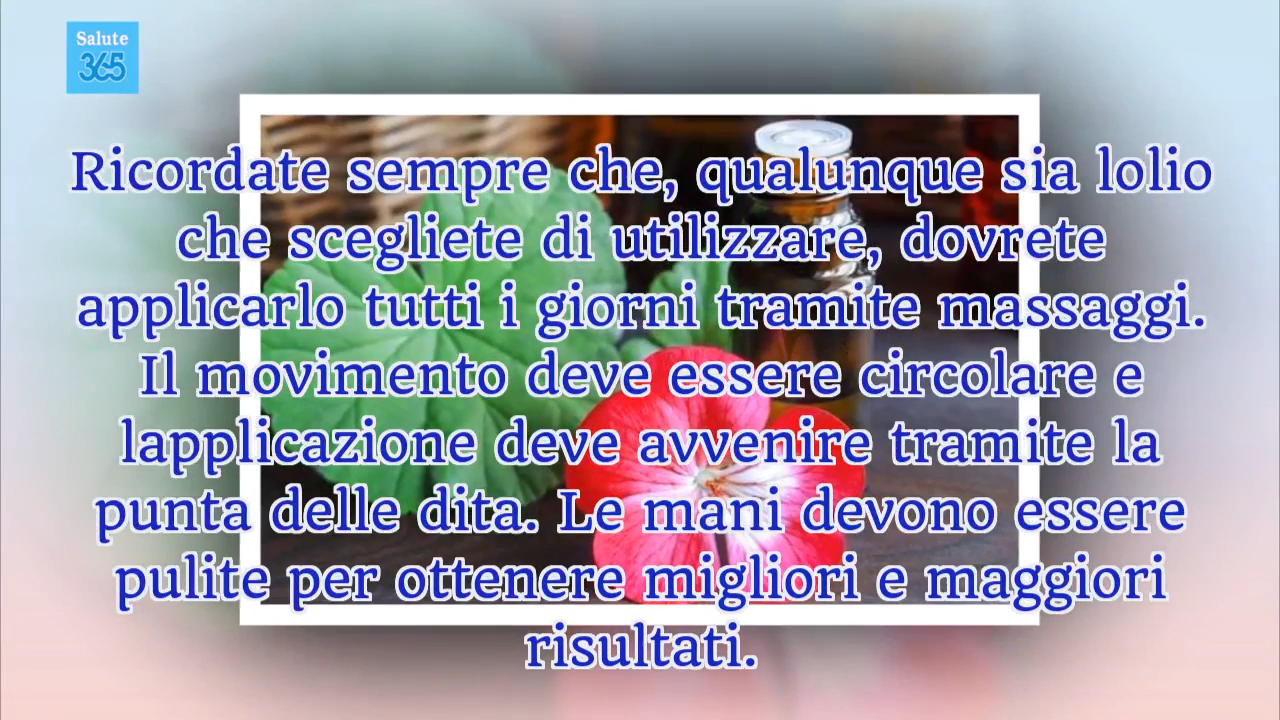 Salute
365
Ricordate sempre che, qualunque sia lolio
che scegliete di utilizzare, dovrete
applicarlo tutti i giorni tramite massaggi.
Il movimento deve essere circolare e
lapplicazione deve avvenire tramite la
punta delle dita. Le mani devono essere
pulite per ottenere migliori e maggiori
risultati.